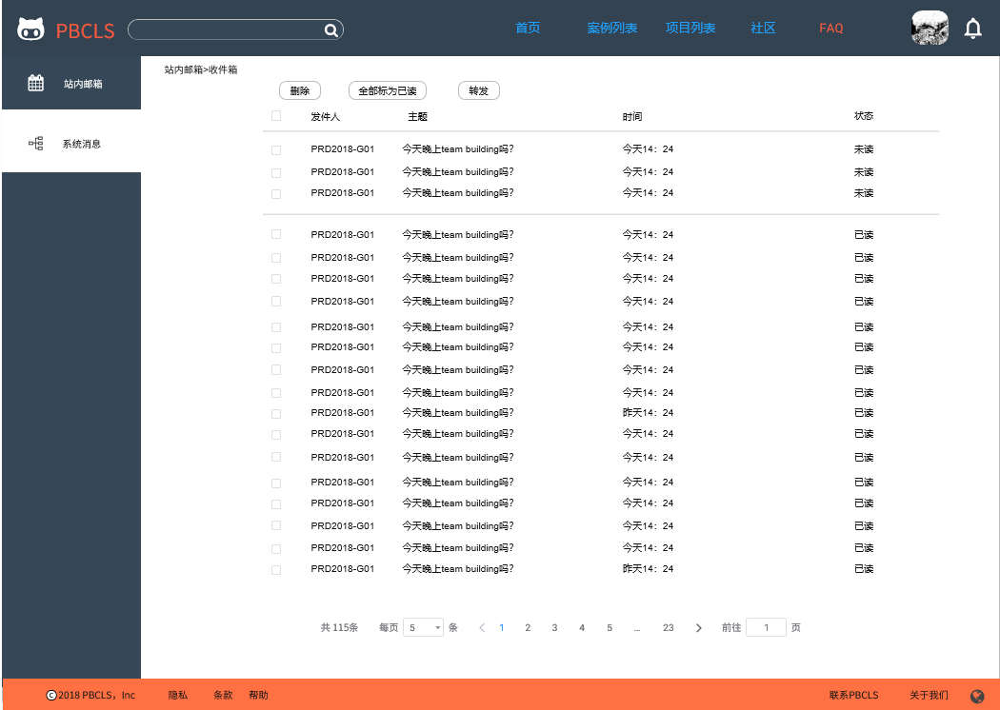 PBCLS 首页 案例列表 项目列表 社区 FAQ
站内邮箱
系统消息
站内邮箱>收件箱
删除 全部标为已读 转发
发件人 主题 时间 状态
PRD2018-G01 今天晚上team building吗? 今天14：24 未读
PRD2018-G01 今天晚上team building吗? 今天14：24 未读
PRD2018-G01 今天晚上team building吗? 今天14：24 未读
PRD2018-G01 今天晚上team building吗? 今天14：24 已读
PRD2018-G01 今天晚上team building吗? 今天14：24 已读
PRD2018-G01 今天晚上team building吗? 今天14：24 已读
PRD2018-G01 今天晚上team building吗? 今天14：24 已读
PRD2018-G01 今天晚上team building吗? 今天14：24 已读
PRD2018-G01 今天晚上team building吗? 今天14：24 已读
PRD2018-G01 今天晚上team building吗? 今天14：24 已读
PRD2018-G01 今天晚上team building吗? 今天14：24 已读
PRD2018-G01 今天晚上team building吗? 昨天14：24 已读
PRD2018-G01 今天晚上team building吗? 今天14：24 已读
PRD2018-G01 今天晚上team building吗? 今天14：24 已读
PRD2018-G01 今天晚上team building吗? 今天14：24 已读
PRD2018-G01 今天晚上team building吗? 今天14：24 已读
PRD2018-G01 今天晚上team building吗? 今天14：24 已读
PRD2018-G01 今天晚上team building吗? 今天14：24 已读
PRD2018-G01 今天晚上team building吗? 昨天14：24 已读
共 115条 每页 5 条 < 1 2 3 4 5 ... 23 > 前往 1 页
©2018 PBCLS，Inc 隐私 条款 帮助 联系PBCLS 关于我们